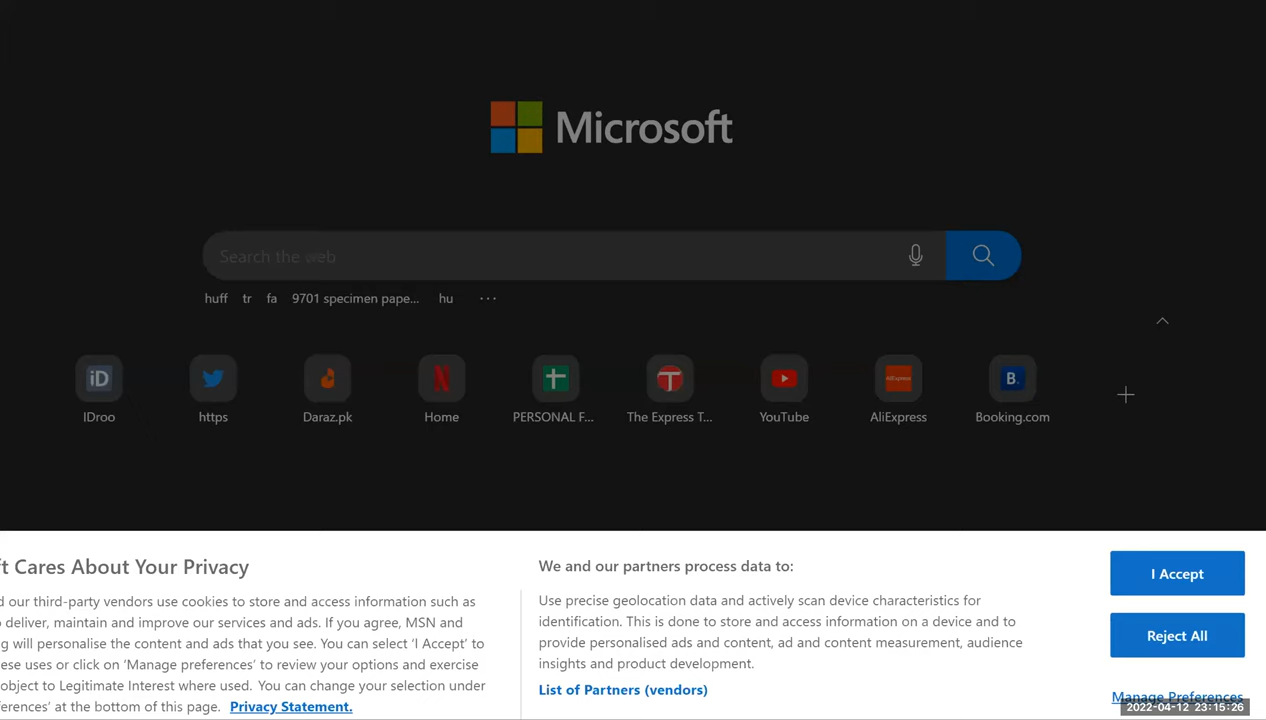 Microsoft
Search the web
huff tr fa 9701 specimen pape... hu ...
iD
IDroo
https
Daraz.pk
N
Home
PERSONAL F...
T
The Express T...
YouTube
AliExpress
AliExpress
B.
Booking.com
ft Cares About Your Privacy
d our third-party vendors use cookies to store and access information such as
o deliver, maintain and improve our services and ads. If you agree, MSN and
g will personalise the content and ads that you see. You can select ‘I Accept’ to
ese uses or click on ‘Manage preferences’ to review your options and exercise
object to Legitimate Interest where used. You can change your selection under
erences’ at the bottom of this page. Privacy Statement.
We and our partners process data to:
Use precise geolocation data and actively scan device characteristics for
identification. This is done to store and access information on a device and to
provide personalised ads and content, ad and content measurement, audience
insights and product development.
List of Partners (vendors)
I Accept
Reject All
Manage Preferences
2022-04-12 23:15:26